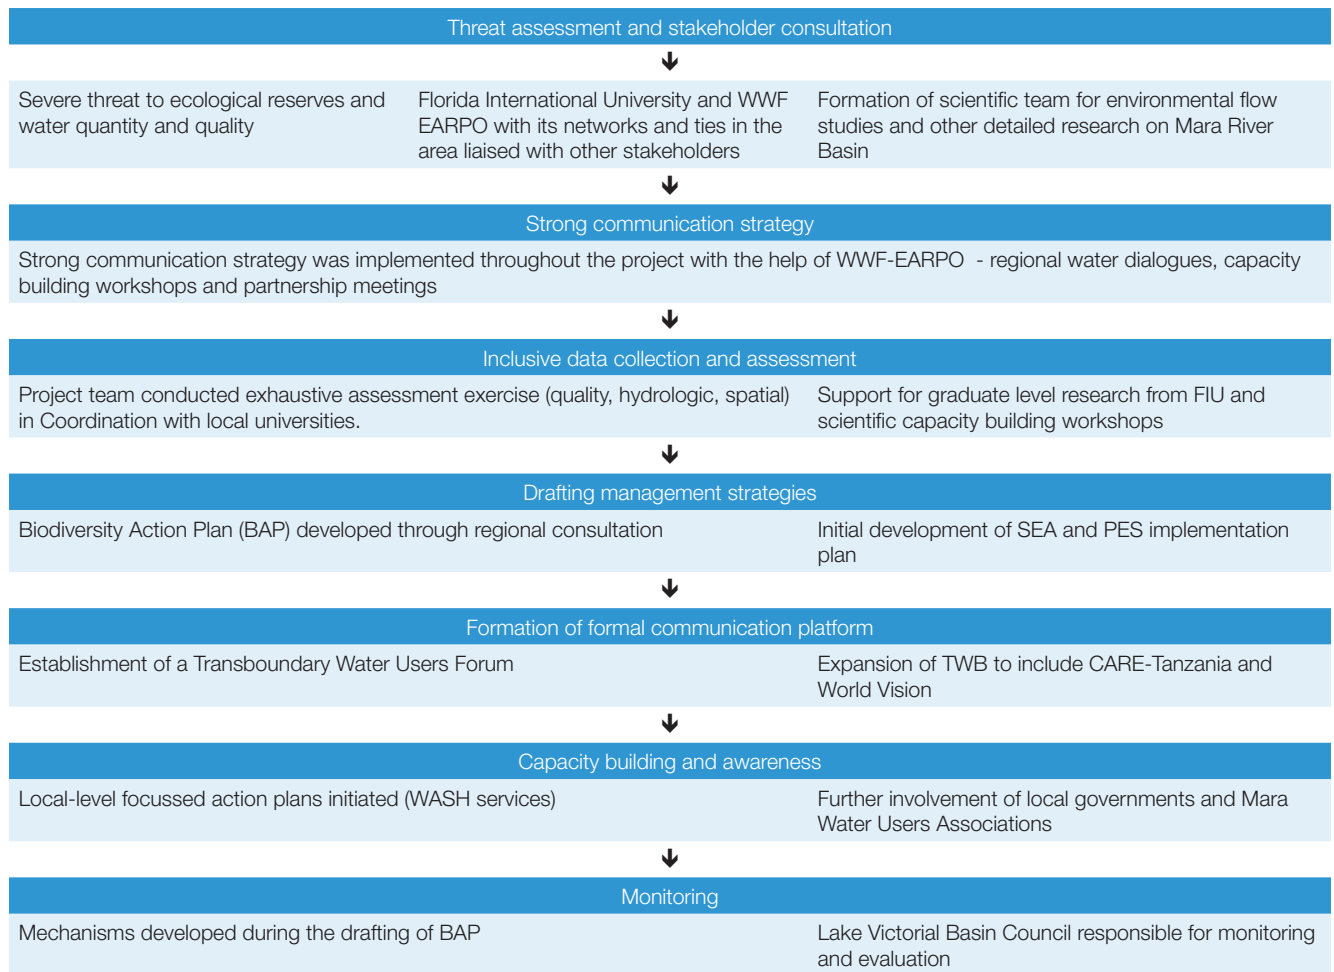 Threat assessment and stakeholder consultation
Severe threat to ecological reserves and
water quantity and quality
Florida International University and WWF
EARPO with its networks and ties in the
area liaised with other stakeholders
Formation of scientific team for environmental flow
studies and other detailed research on Mara River
Basin
Strong communication strategy
Strong communication strategy was implemented throughout the project with the help of WWF-EARPO - regional water dialogues, capacity
building workshops and partnership meetings
Inclusive data collection and assessment
Project team conducted exhaustive assessment exercise (quality, hydrologic, spatial)
in Coordination with local universities.
Support for graduate level research from FIU and
scientific capacity building workshops
Drafting management strategies
Biodiversity Action Plan (BAP) developed through regional consultation
Initial development of SEA and PES implementation
plan
Formation of formal communication platform
Establishment of a Transboundary Water Users Forum
Expansion of TWB to include CARE-Tanzania and
World Vision
Capacity building and awareness
Local-level focussed action plans initiated (WASH services)
Further involvement of local governments and Mara
Water Users Associations
Monitoring
Mechanisms developed during the drafting of BAP
Lake Victorial Basin Council responsible for monitoring
and evaluation